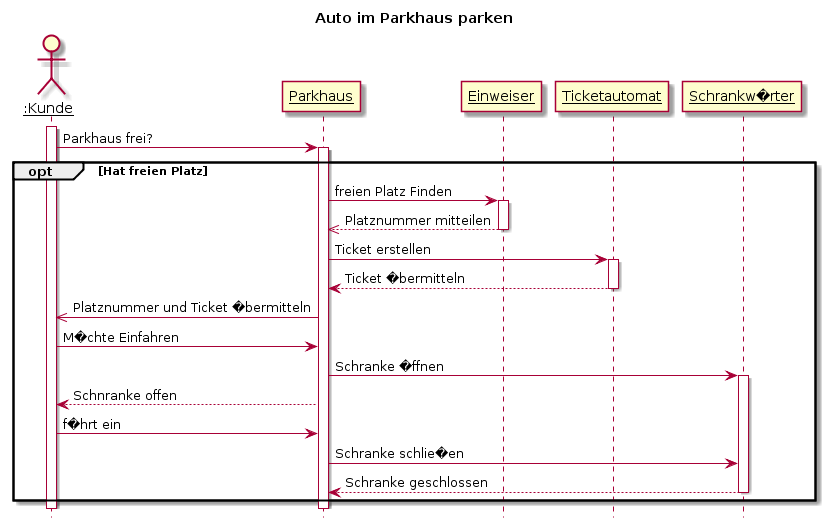 Auto im Parkhaus parken
:Kunde
Parkhaus
Einweiser
Ticketautomat
Schrankw�rter
Parkhaus frei?
opt
[Hat freien Platz]
freien Platz Finden
Platznummer mitteilen
Ticket erstellen
Ticket �bermitteln
Platznummer und Ticket �bermitteln
M�chte Einfahren
Schranke �ffnen
Schnranke offen
f�hrt ein
Schranke schlie�en
Schranke geschlossen